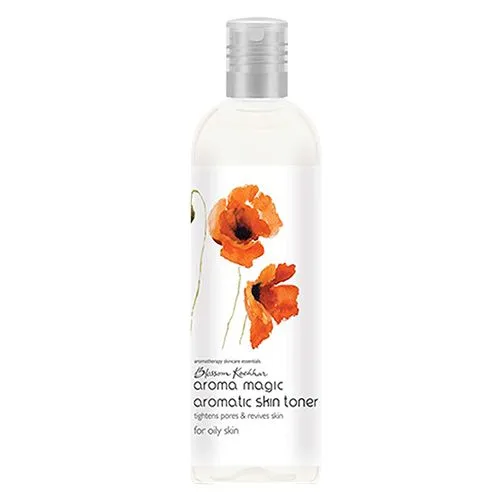 aromatherapy skincare essentials.
Blossom Kochhar
aroma magic
aromatic skin toner
tightens pores & revives skin
for oily skin